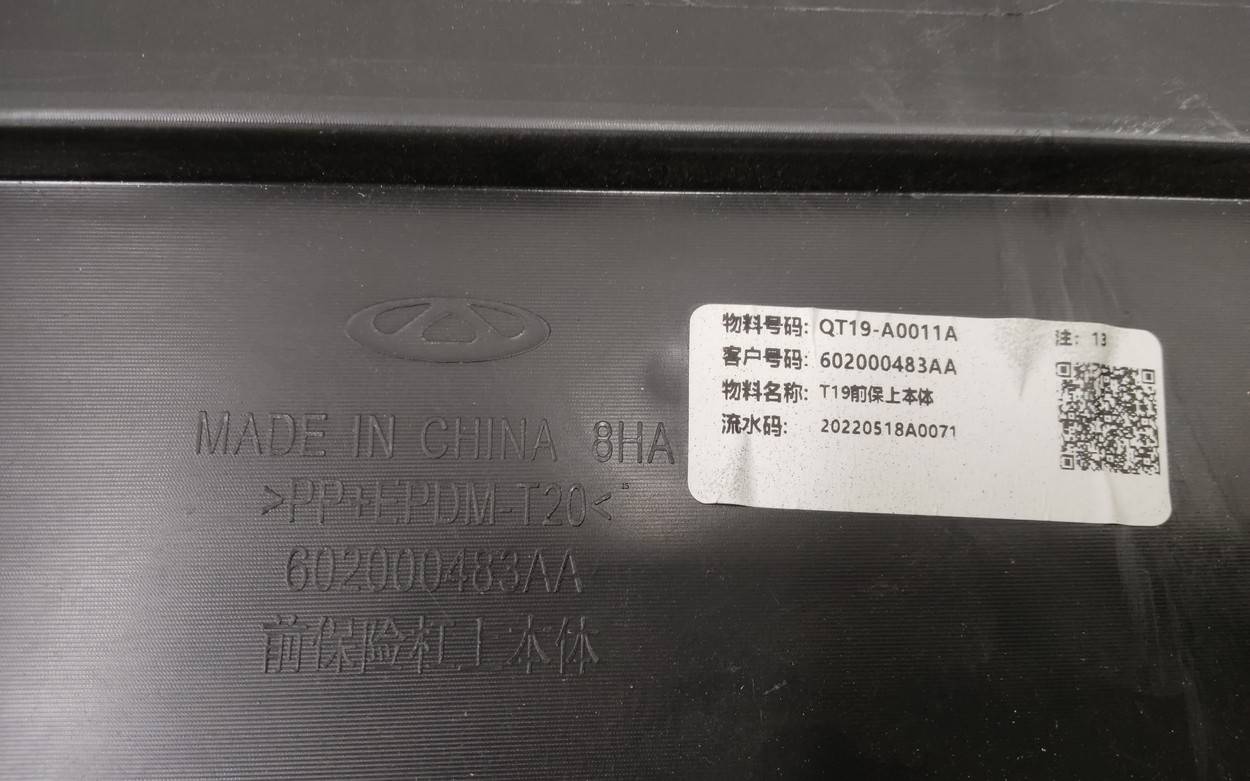 物料号码: QT19-A0011A
客户号码: 602000483AA
物料名称: T19前保上本体
流水码: 20220518A0071
注: 13
MADE IN CHINA 8HA
>PP+EPDM-T20<
602000483AA
前保险杠上本体